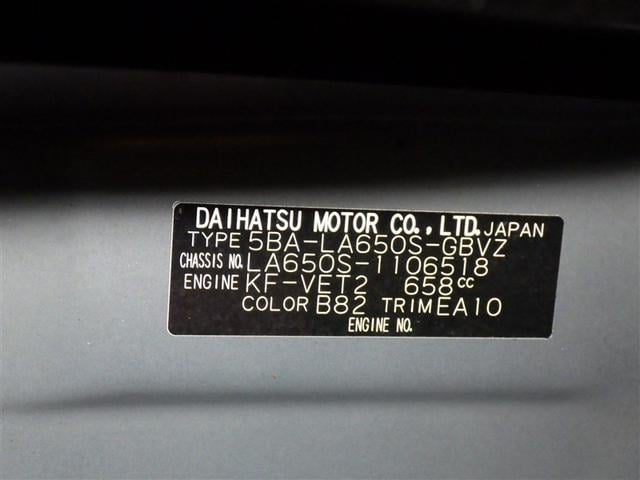 DAIHATSU MOTOR CO., LTD. JAPAN
TYPE 5BA-LA650S-GBVZ
CHASSIS NO. LA650S-1106518
ENGINE KF-VET2 658cc
COLOR B82 TRIM EA10
ENGINE NO.